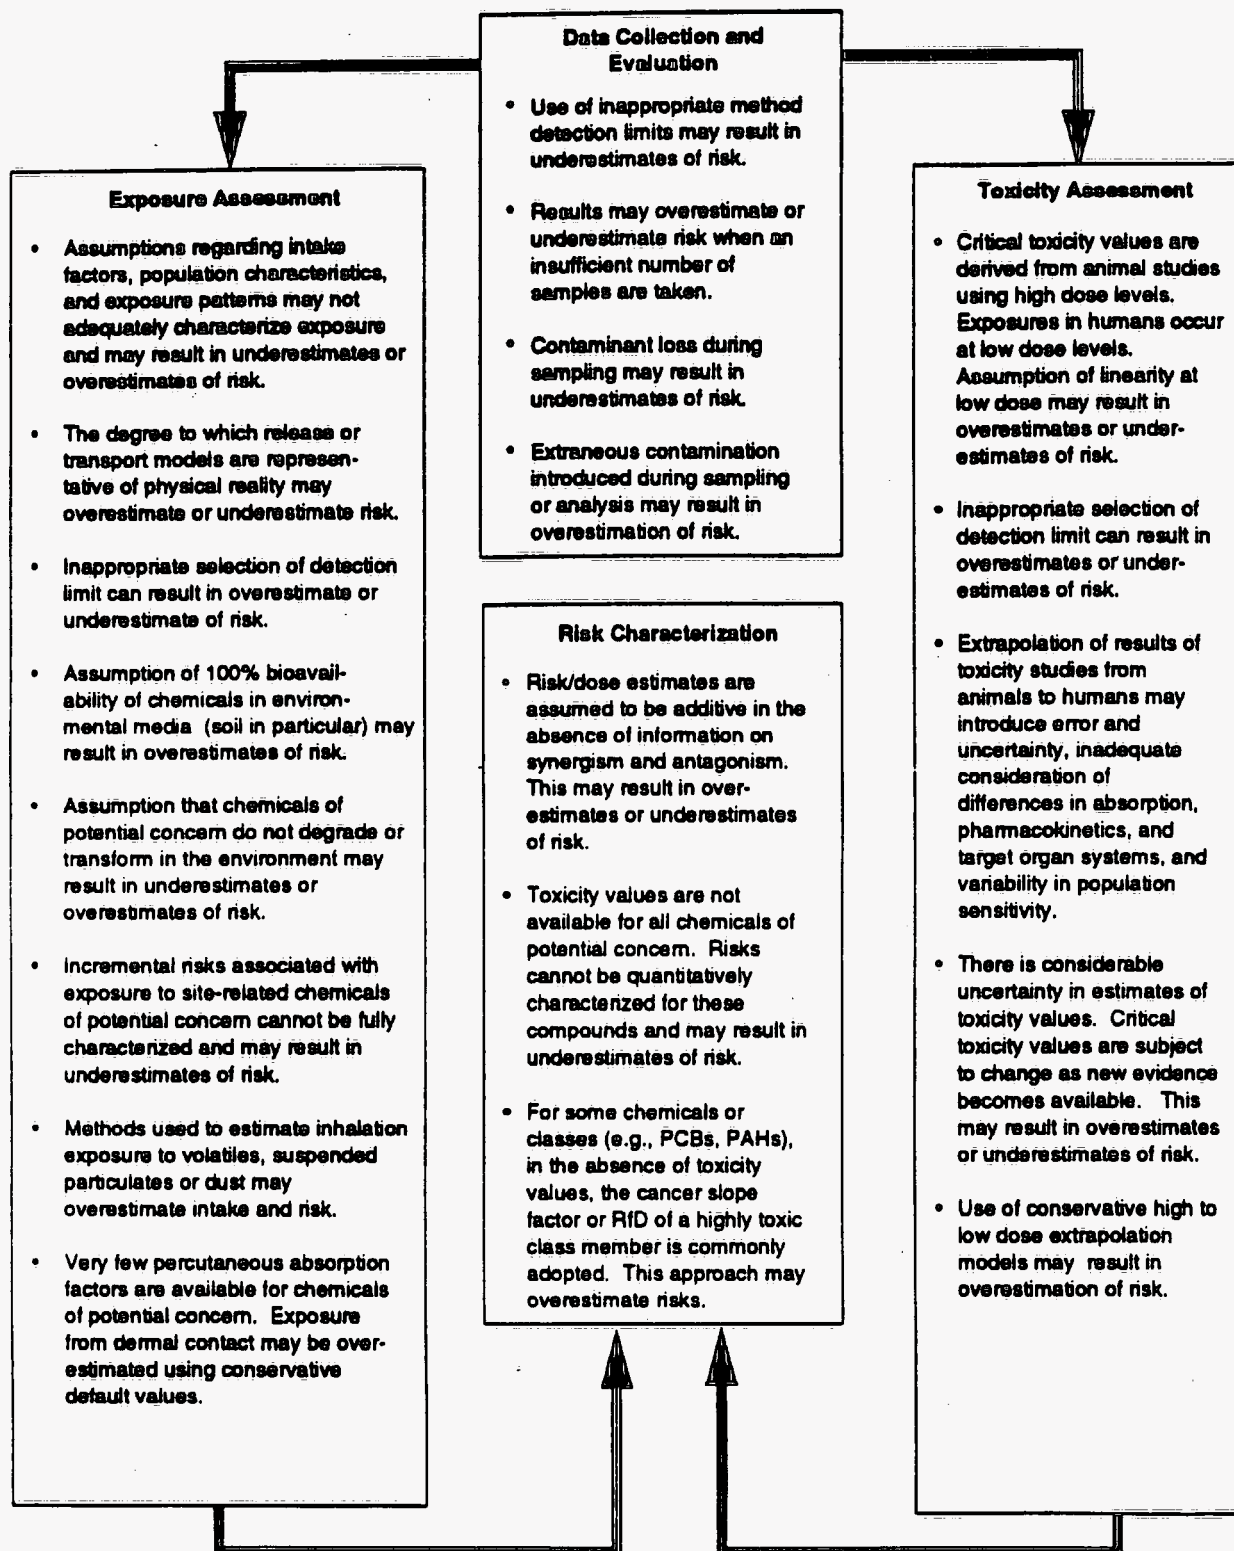 Data Collection and
Evaluation
• Use of inappropriate method
detection limits may result in
underestimates of risk.
• Results may overestimate or
underestimate risk when an
insufficient number of
samples are taken.
• Contaminant loss during
sampling may result in
underestimates of risk.
• Extraneous contamination
introduced during sampling
or analysis may result in
overestimation of risk.
Exposure Assessment
• Assumptions regarding intake
factors, population characteristics,
and exposure patterns may not
adequately characterize exposure
and may result in underestimates or
overestimates of risk.
• The degree to which release or
transport models are represen-
tative of physical reality may
overestimate or underestimate risk.
• Inappropriate selection of detection
limit can result in overestimate or
underestimate of risk.
• Assumption of 100% bioavail-
ability of chemicals in environ-
mental media (soil in particular) may
result in overestimates of risk.
• Assumption that chemicals of
potential concern do not degrade or
transform in the environment may
result in underestimates or
overestimates of risk.
• Incremental risks associated with
exposure to site-related chemicals
of potential concern cannot be fully
characterized and may result in
underestimates of risk.
• Methods used to estimate inhalation
exposure to volatiles, suspended
particulates or dust may
overestimate intake and risk.
• Very few percutaneous absorption
factors are available for chemicals
of potential concern. Exposure
from dermal contact may be over-
estimated using conservative
default values.
Toxicity Assessment
• Critical toxicity values are
derived from animal studies
using high dose levels.
Exposures in humans occur
at low dose levels.
Assumption of linearity at
low dose may result in
overestimates or under-
estimates of risk.
• Inappropriate selection of
detection limit can result in
overestimates or under-
estimates of risk.
• Extrapolation of results of
toxicity studies from
animals to humans may
introduce error and
uncertainty, inadequate
consideration of
differences in absorption,
pharmacokinetics, and
target organ systems, and
variability in population
sensitivity.
• There is considerable
uncertainty in estimates of
toxicity values. Critical
toxicity values are subject
to change as new evidence
becomes available. This
may result in overestimates
or underestimates of risk.
• Use of conservative high to
low dose extrapolation
models may result in
overestimation of risk.
Risk Characterization
• Risk/dose estimates are
assumed to be additive in the
absence of information on
synergism and antagonism.
This may result in over-
estimates or underestimates
of risk.
• Toxicity values are not
available for all chemicals of
potential concern. Risks
cannot be quantitatively
characterized for these
compounds and may result in
underestimates of risk.
• For some chemicals or
classes (e.g., PCBs, PAHs),
in the absence of toxicity
values, the cancer slope
factor or RfD of a highly toxic
class member is commonly
adopted. This approach may
overestimate risks.